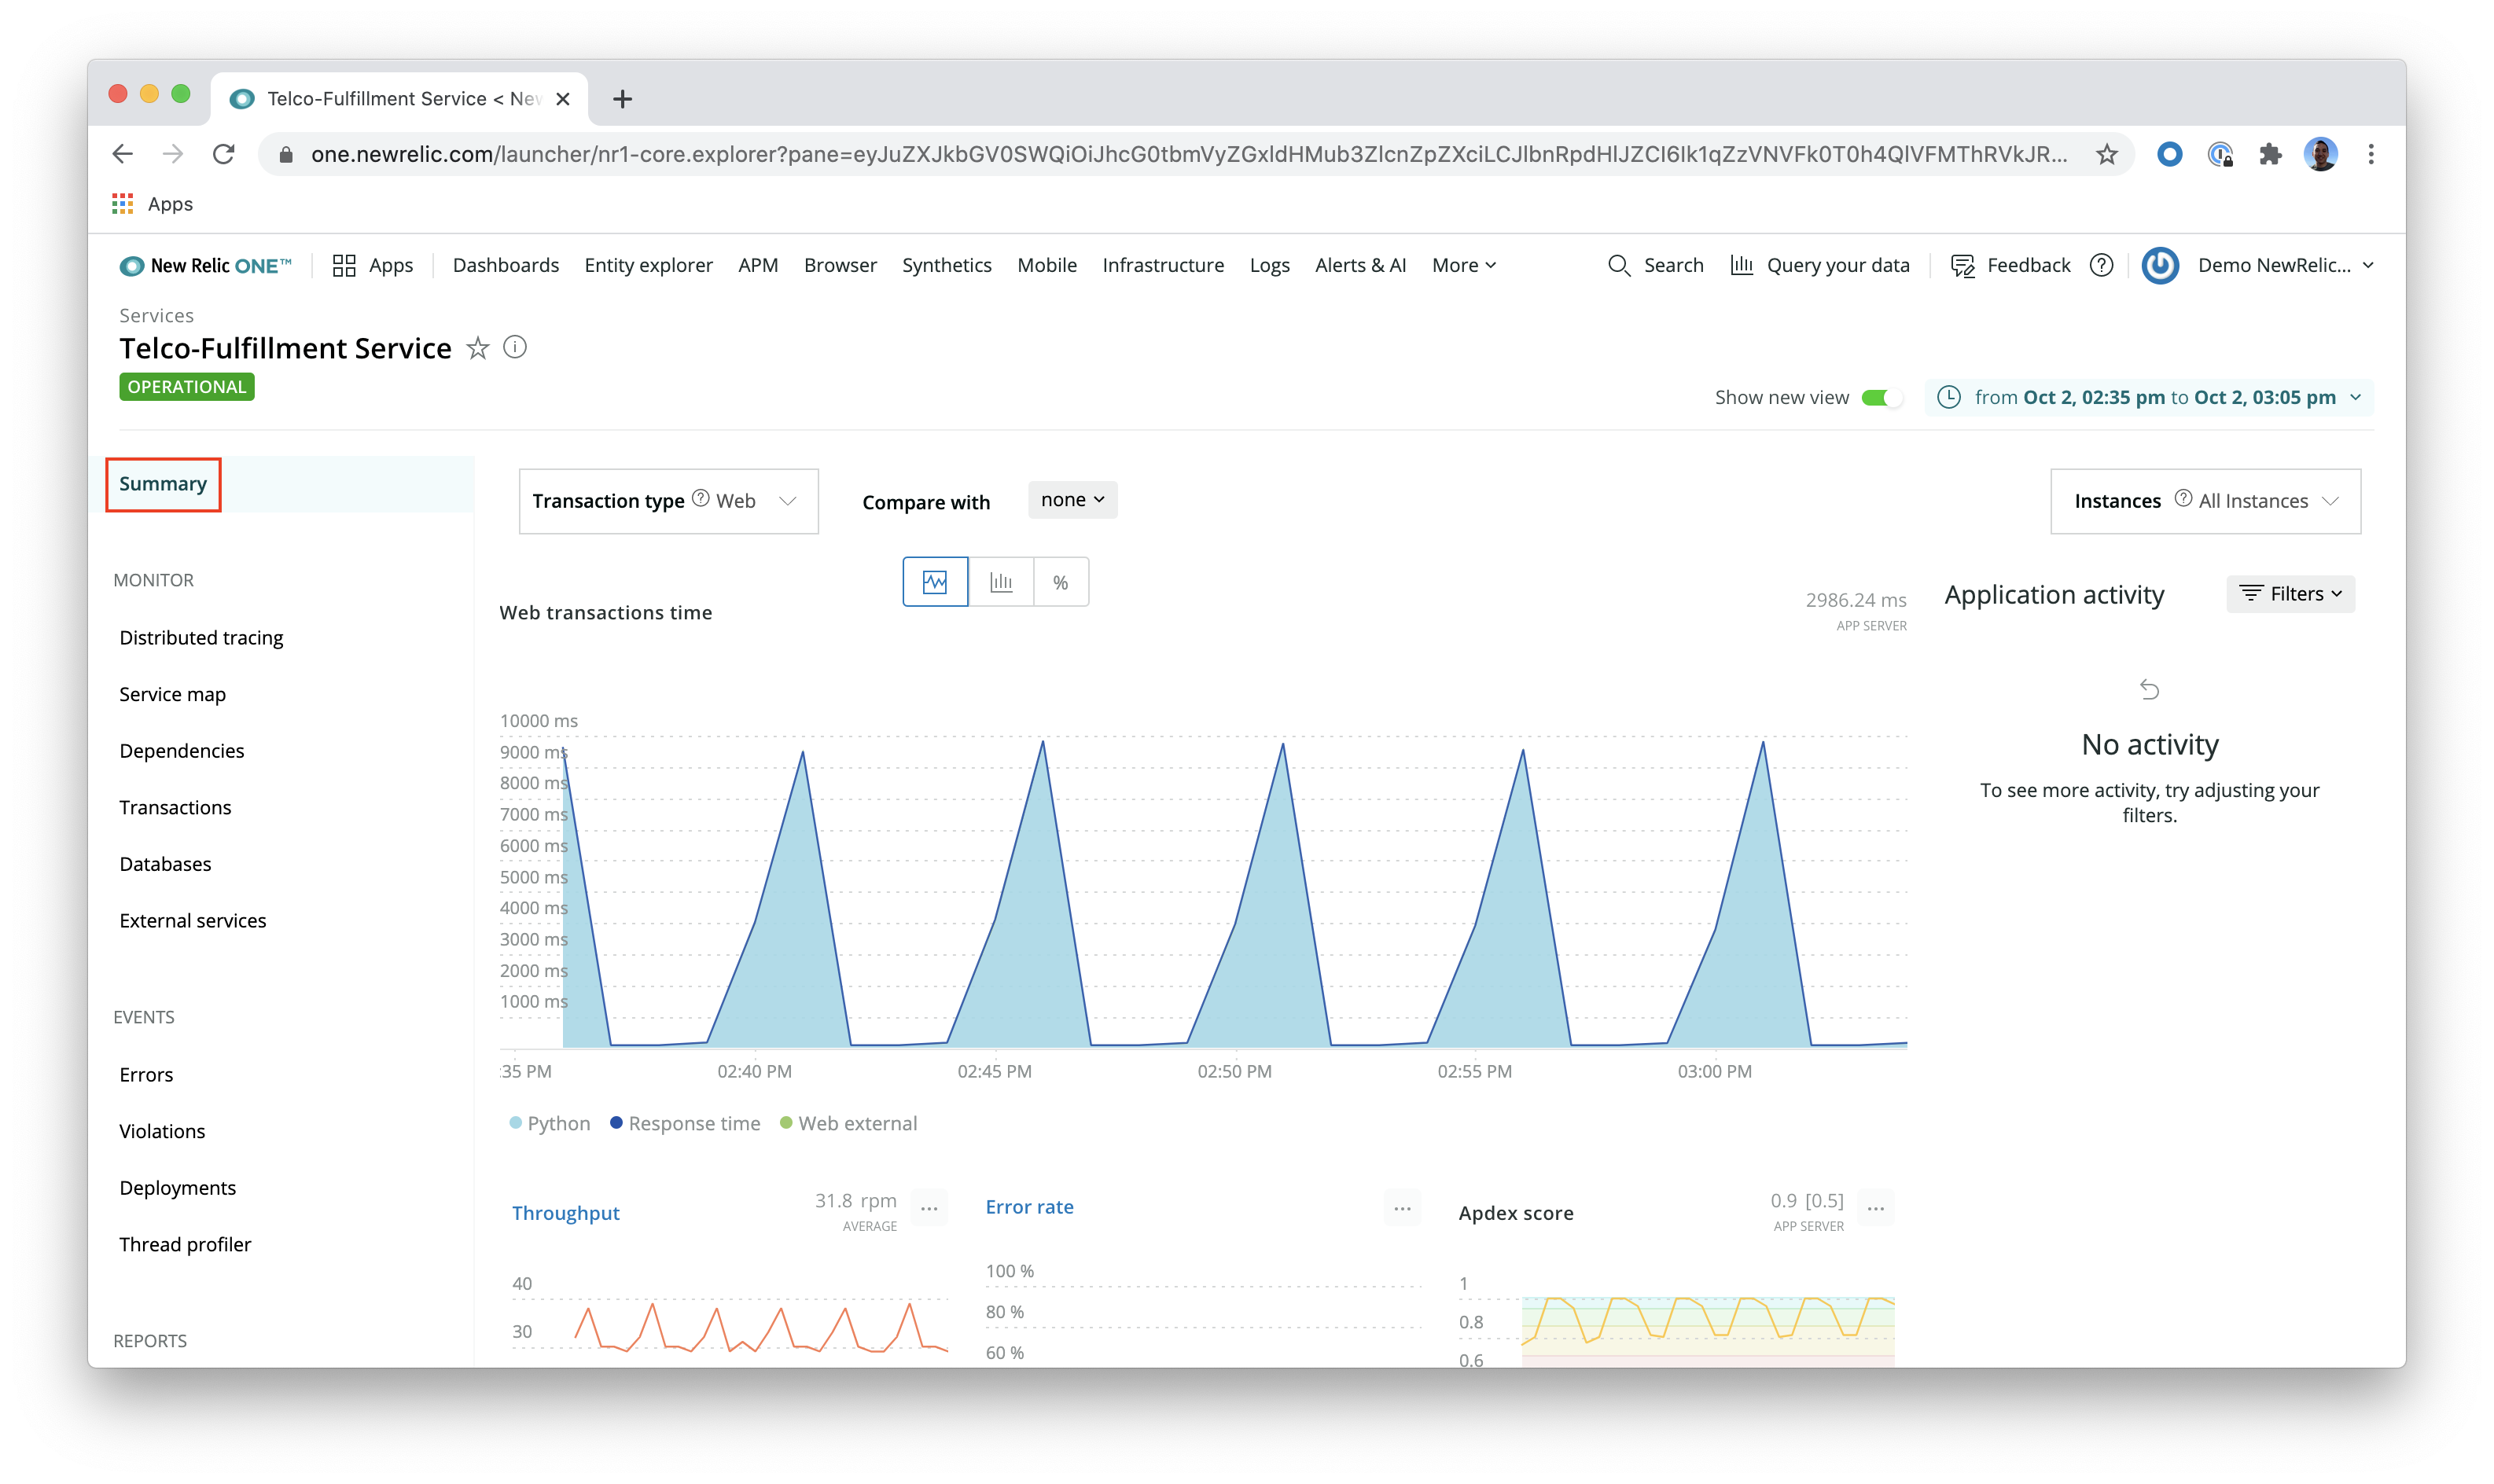 Telco-Fulfillment Service < New
one.newrelic.com/launcher/nr1-core.explorer?pane=
Apps
New Relic ONE™ Apps Dashboards Entity explorer APM Browser Synthetics Mobile Infrastructure Logs Alerts & AI More Search Query your data Feedback Demo NewRelic...
Services
Telco-Fulfillment Service
OPERATIONAL
Show new view from Oct 2, 02:35 pm to Oct 2, 03:05 pm
Summary
MONITOR
Distributed tracing
Service map
Dependencies
Transactions
Databases
External services
EVENTS
Errors
Violations
Deployments
Thread profiler
REPORTS
Transaction type ? Web
Compare with none
Instances ? All Instances
%
Web transactions time
2986.24 ms
APP SERVER
10000 ms
9000 ms
8000 ms
7000 ms
6000 ms
5000 ms
4000 ms
3000 ms
2000 ms
1000 ms
:35 PM 02:40 PM 02:45 PM 02:50 PM 02:55 PM 03:00 PM
Python Response time Web external
Application activity Filters
No activity
To see more activity, try adjusting your
filters.
Throughput
31.8 rpm
AVERAGE
...
40
30
Error rate
...
100 %
80 %
60 %
Apdex score
0.9 [0.5]
APP SERVER
...
1
0.8
0.6